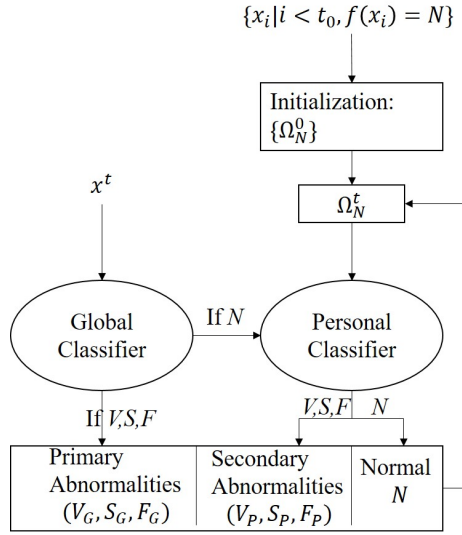 {x_i|i < t_0, f(x_i) = N}
Initialization:
{Ω_N^0}
x^t
Ω_N^t
Global
Classifier
If N
Personal
Classifier
If V,S,F
V,S,F
N
Primary
Abnormalities
(V_G, S_G, F_G)
Secondary
Abnormalities
(V_P, S_P, F_P)
Normal
N